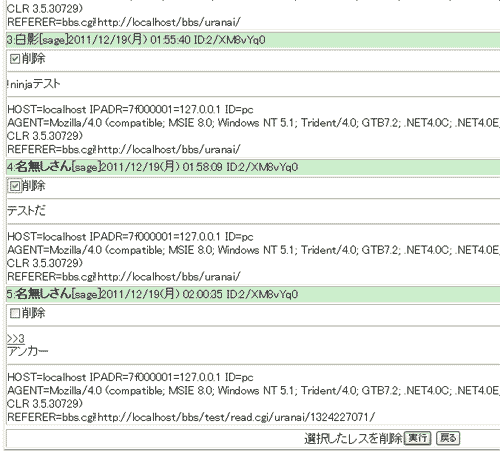 CLR 3.5.30729)
REFERER=bbs.cgi!http://localhost/bbs/uranai/
3:白影[sage]2011/12/19(月) 01:55:40 ID:2/XM8vYq0
削除
!ninjaテスト
HOST=localhost IPADR=7f000001=127.0.0.1 ID=pc
AGENT=Mozilla/4.0 (compatible; MSIE 8.0; Windows NT 5.1; Trident/4.0; GTB7.2; .NET4.0C; .NET4.0E
CLR 3.5.30729)
REFERER=bbs.cgi!http://localhost/bbs/uranai/
4:名無しさん[sage]2011/12/19(月) 01:58:09 ID:2/XM8vYq0
削除
テストだ
HOST=localhost IPADR=7f000001=127.0.0.1 ID=pc
AGENT=Mozilla/4.0 (compatible; MSIE 8.0; Windows NT 5.1; Trident/4.0; GTB7.2; .NET4.0C; .NET4.0E
CLR 3.5.30729)
REFERER=bbs.cgi!http://localhost/bbs/uranai/
5:名無しさん[sage]2011/12/19(月) 02:00:35 ID:2/XM8vYq0
削除
>>3
アンカー
HOST=localhost IPADR=7f000001=127.0.0.1 ID=pc
AGENT=Mozilla/4.0 (compatible; MSIE 8.0; Windows NT 5.1; Trident/4.0; GTB7.2; .NET4.0C; .NET4.0E
CLR 3.5.30729)
REFERER=bbs.cgi!http://localhost/bbs/test/read.cgi/uranai/1324227071/
選択したレスを削除 実行 戻る